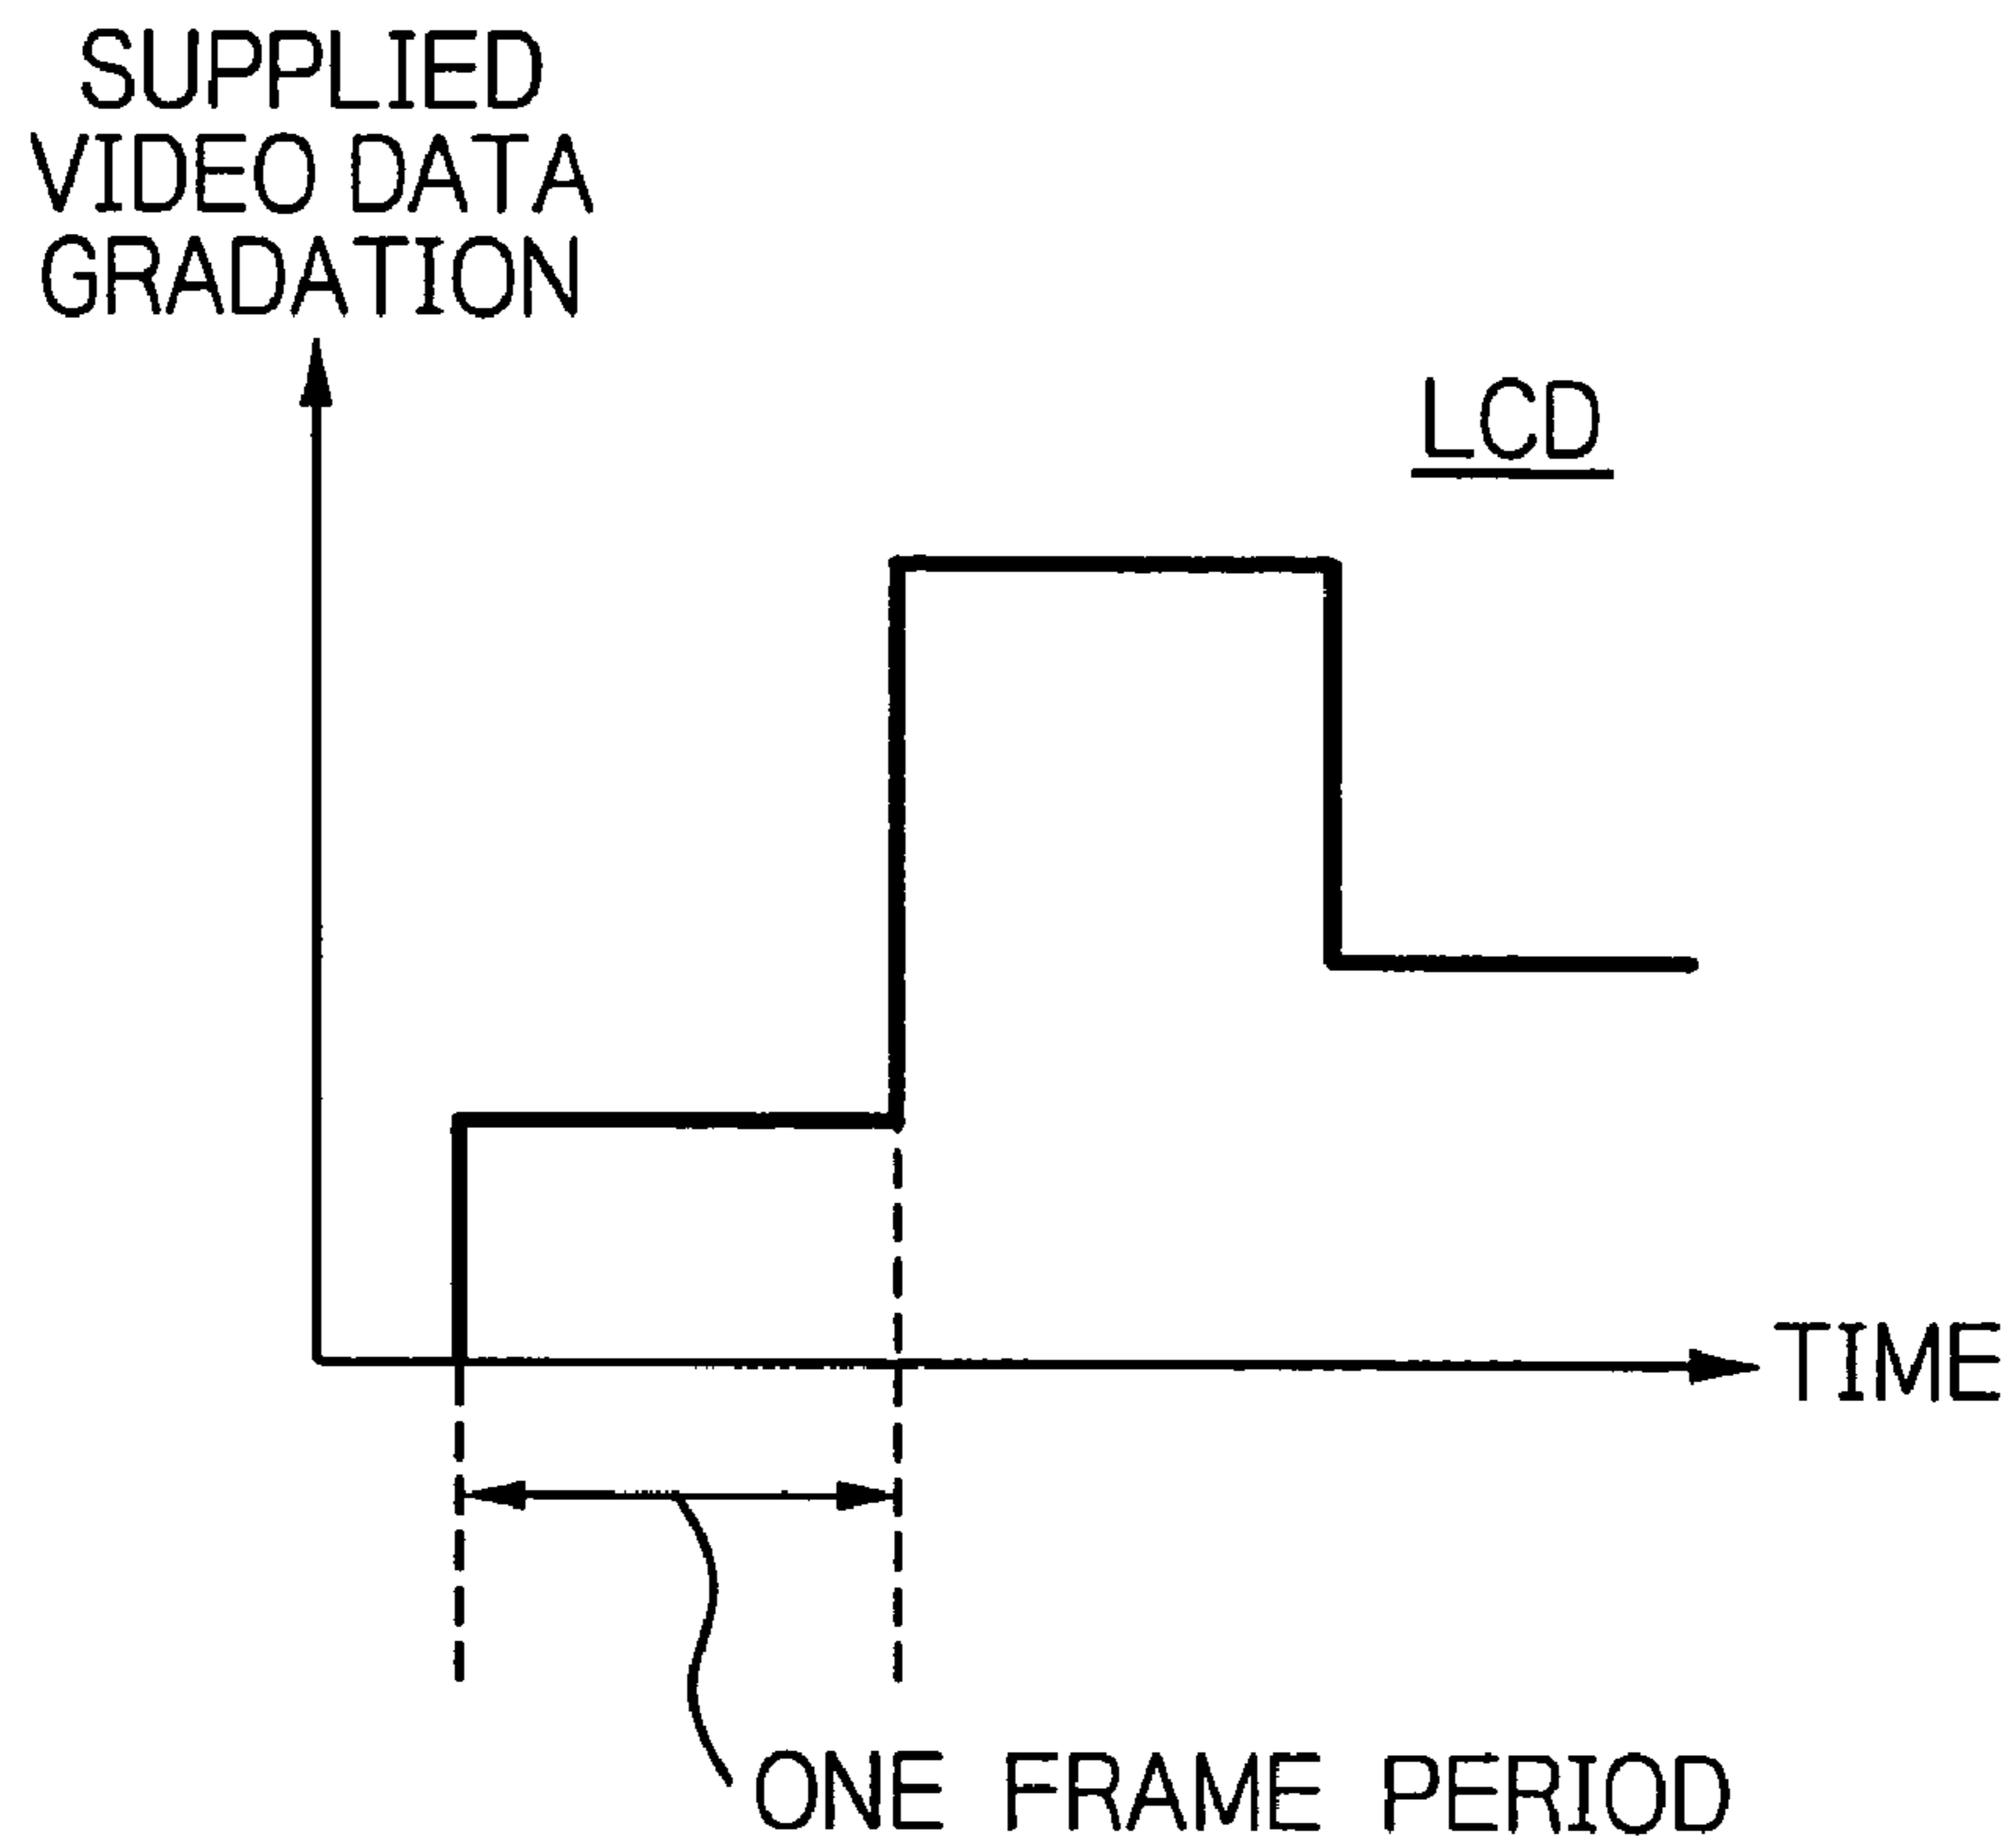 SUPPLIED
VIDEO DATA
GRADATION
LCD
TIME
ONE FRAME PERIOD